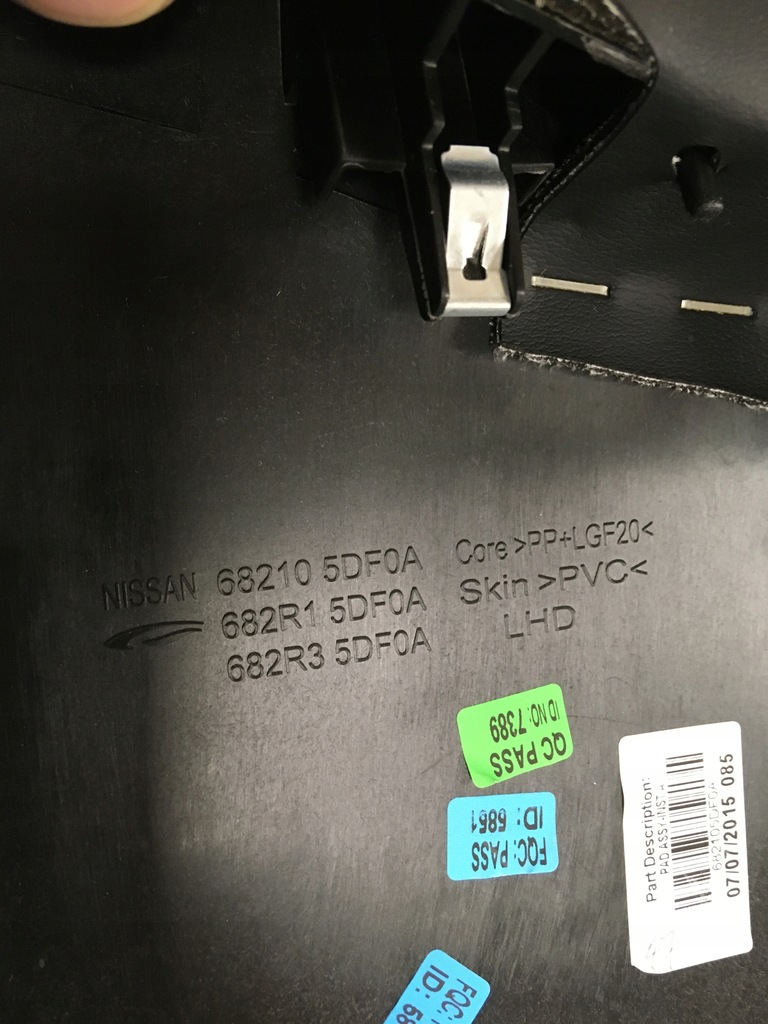 NISSAN 68210 5DF0A
682R1 5DF0A
682R3 5DF0A
Core >PP+LGF20<
Skin >PVC<
LHD
QC PASS
ID NO: 7389
FQC: PASS
ID: 6861
Part Description:
PAD ASSY-INST
682105DF0A
07/07/2015 085
FQC:
ID: